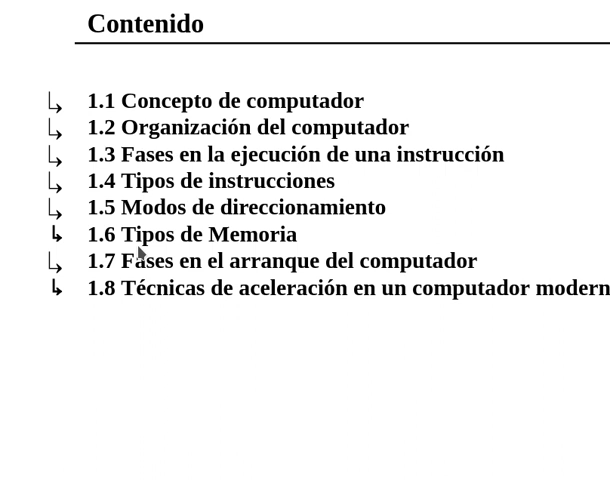 Contenido
1.1 Concepto de computador
1.2 Organización del computador
1.3 Fases en la ejecución de una instrucción
1.4 Tipos de instrucciones
1.5 Modos de direccionamiento
1.6 Tipos de Memoria
1.7 Fases en el arranque del computador
1.8 Técnicas de aceleración en un computador modern